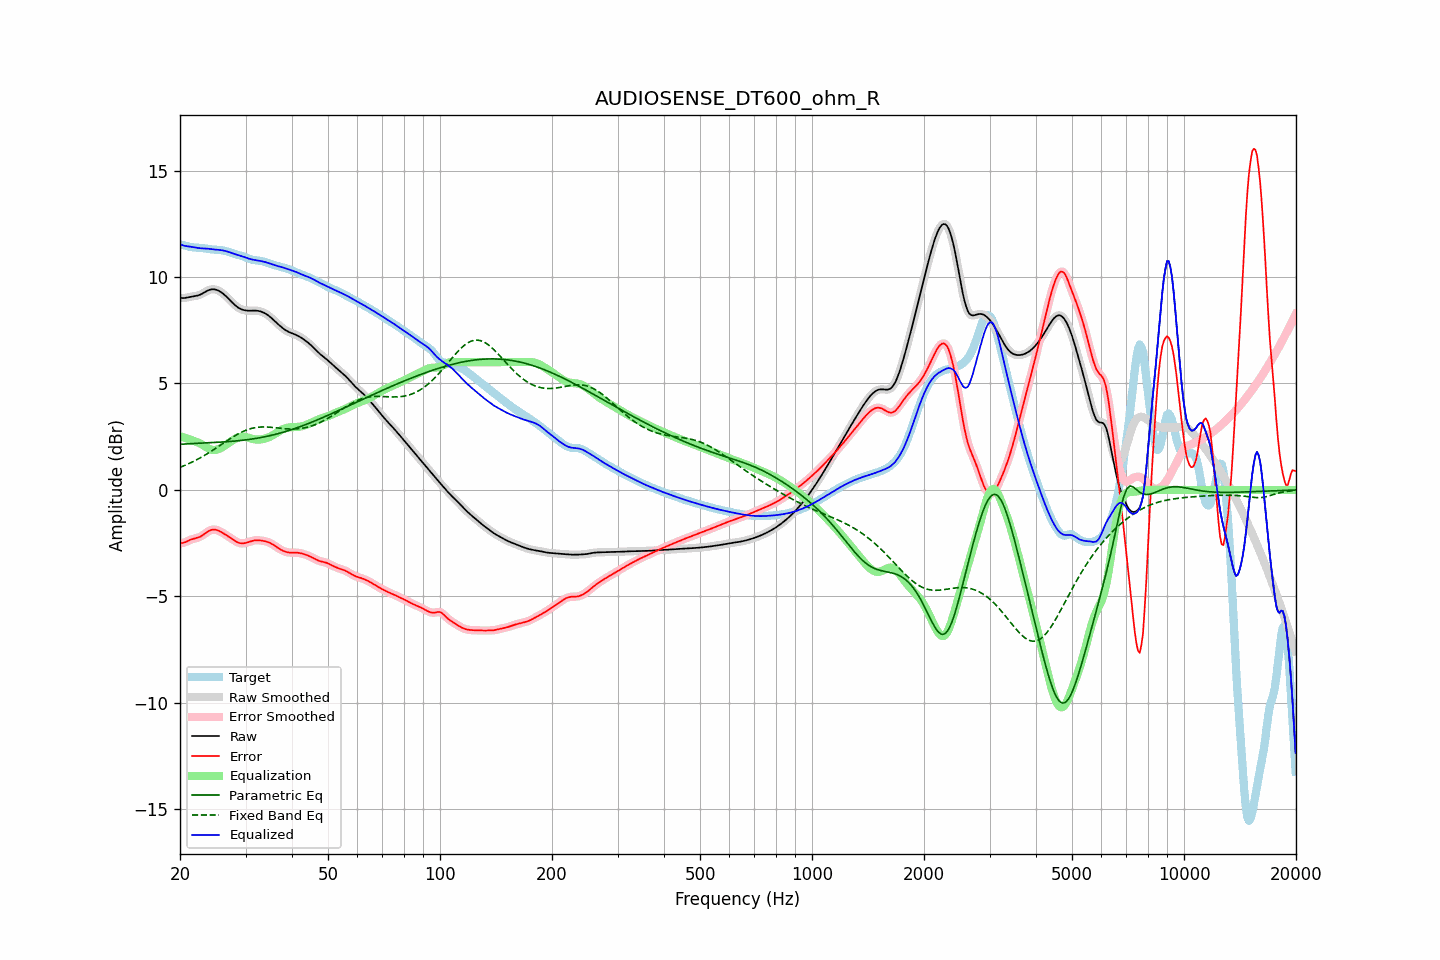 AUDIOSENSE_DT600_ohm_R
Amplitude (dBr)
15
10
5
0
−5
−10
−15
Target
Raw Smoothed
Error Smoothed
Raw
Error
Equalization
Parametric Eq
Fixed Band Eq
Equalized
20 50 100 200 500 1000 2000 5000 10000 20000
Frequency (Hz)